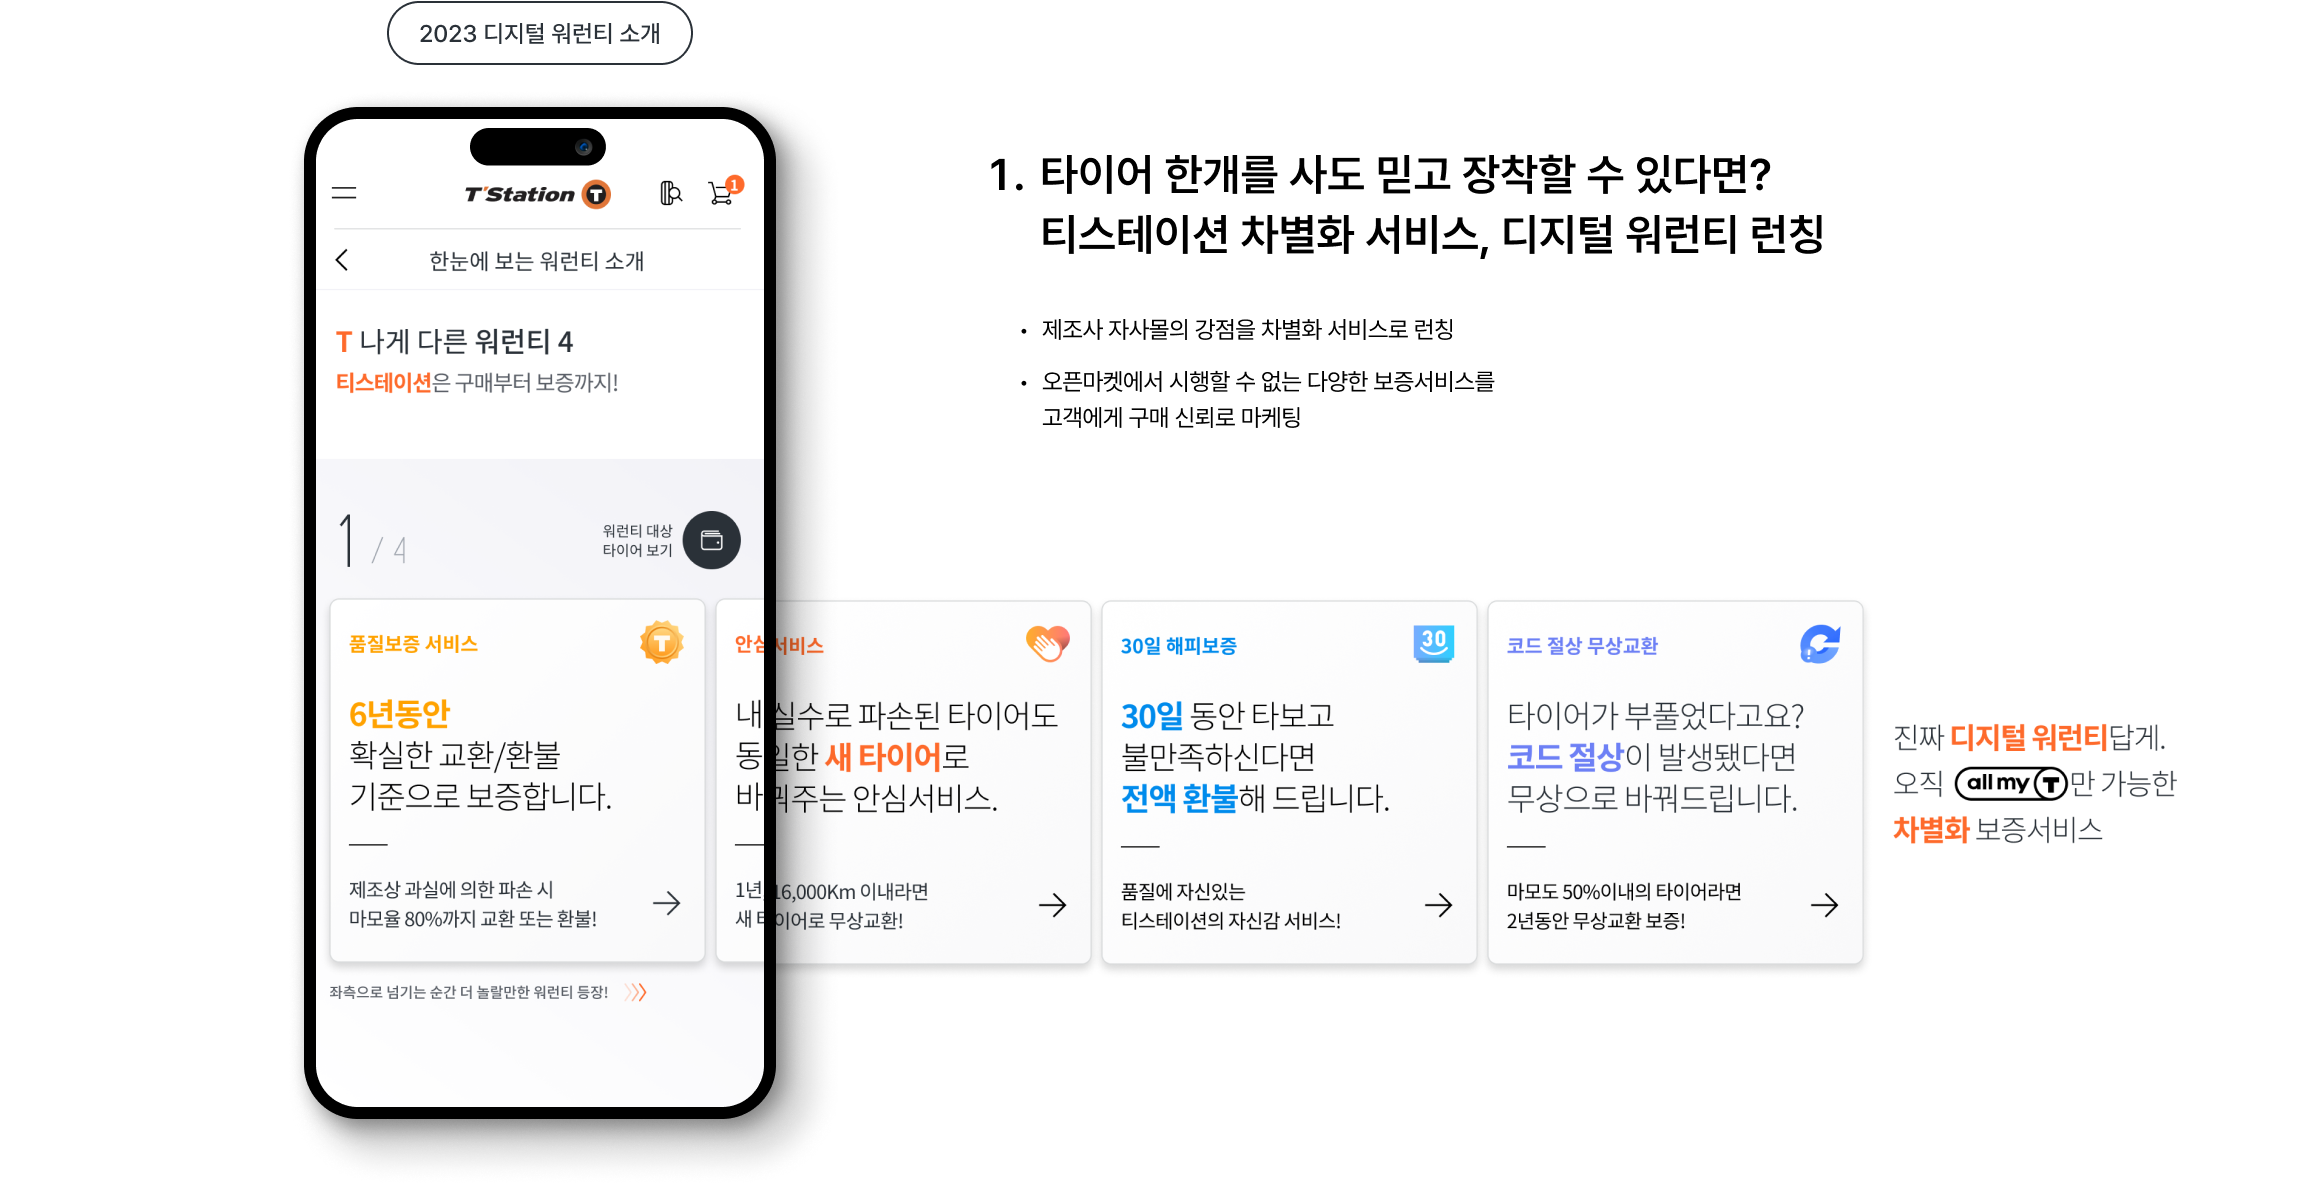 2023 디지털 워런티 소개
T'Station T
1
한눈에 보는 워런티 소개
T 나게 다른 워런티 4
티스테이션은 구매부터 보증까지!
1 / 4
워런티 대상
타이어 보기
1. 타이어 한개를 사도 믿고 장착할 수 있다면?
티스테이션 차별화 서비스, 디지털 워런티 런칭
• 제조사 자사몰의 강점을 차별화 서비스로 런칭
• 오픈마켓에서 시행할 수 없는 다양한 보증서비스를
고객에게 구매 신뢰로 마케팅
품질보증 서비스
T
6년동안
확실한 교환/환불
기준으로 보증합니다.
제조상 과실에 의한 파손 시
마모율 80%까지 교환 또는 환불!
안심서비스
내 실수로 파손된 타이어도
동일한 새 타이어로
바꿔주는 안심서비스.
1년, 16,000Km 이내라면
새 타이어로 무상교환!
30일 해피보증
30
30일 동안 타보고
불만족하신다면
전액 환불해 드립니다.
품질에 자신있는
티스테이션의 자신감 서비스!
코드 절상 무상교환
타이어가 부풀었다고요?
코드 절상이 발생됐다면
무상으로 바꿔드립니다.
마모도 50%이내의 타이어라면
2년동안 무상교환 보증!
좌측으로 넘기는 순간 더 놀랄만한 워런티 등장!
진짜 디지털 워런티답게.
오직 all my T만 가능한
차별화 보증서비스